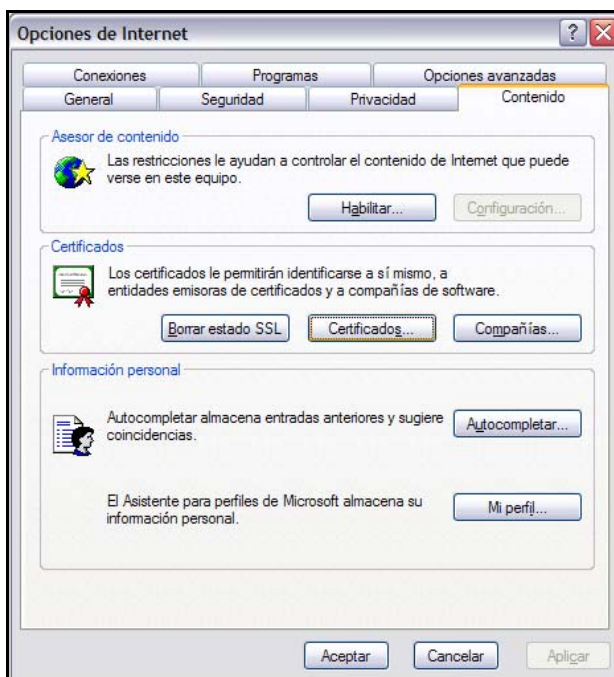 Opciones de Internet
?
Conexiones Programas Opciones avanzadas
General Seguridad Privacidad Contenido
Asesor de contenido
Las restricciones le ayudan a controlar el contenido de Internet que puede
verse en este equipo.
Habilitar... Configuración...
Certificados
Los certificados le permitirán identificarse a sí mismo, a
entidades emisoras de certificados y a compañías de software.
Borrar estado SSL Certificados... Compañías...
Información personal
Autocompletar almacena entradas anteriores y sugiere
coincidencias.
Autocompletar...
El Asistente para perfiles de Microsoft almacena su
información personal.
Mi perfil...
Aceptar Cancelar Aplicar